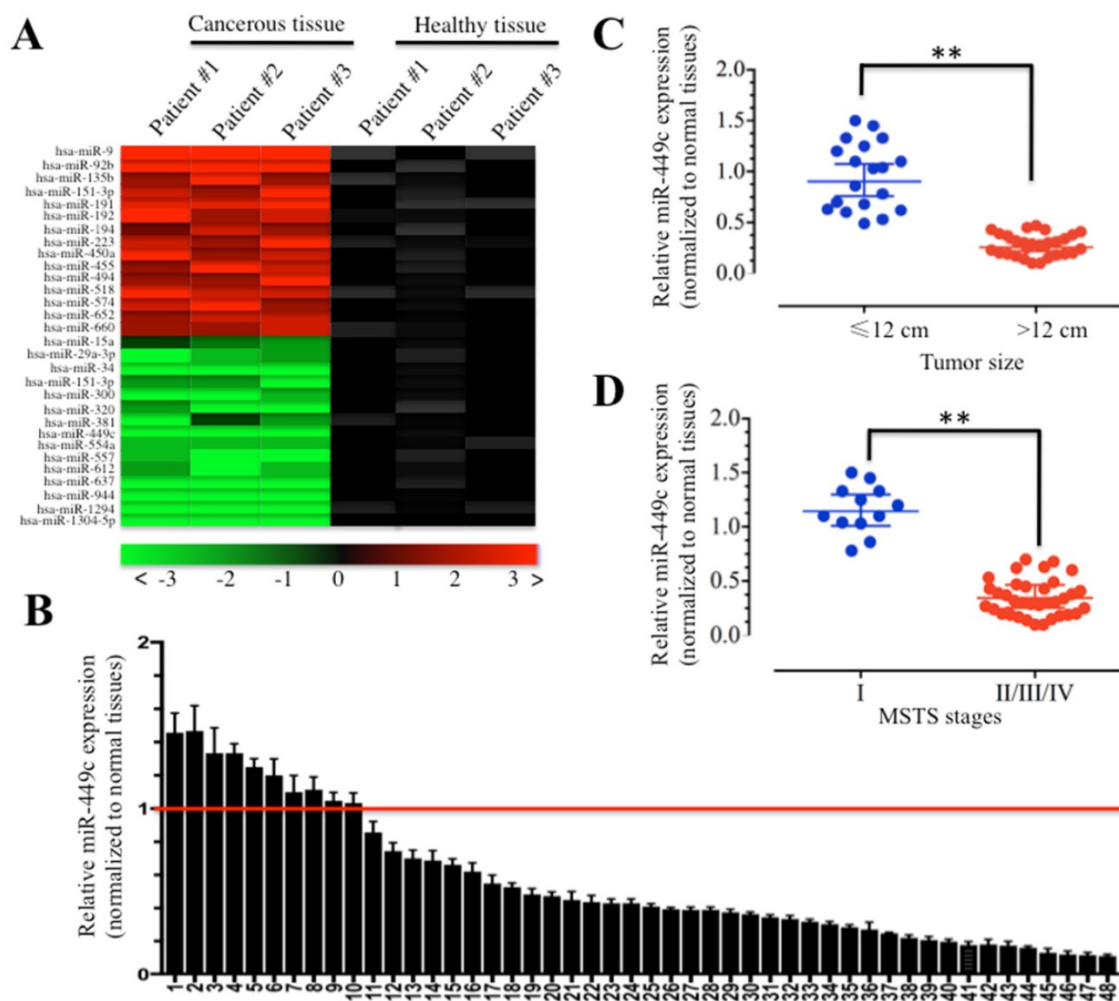 A
Cancerous tissue
Healthy tissue
Patient #1
Patient #2
Patient #3
Patient #1
Patient #2
Patient #3
hsa-miR-9
hsa-miR-92b
hsa-miR-135b
hsa-miR-151-3p
hsa-miR-191
hsa-miR-192
hsa-miR-194
hsa-miR-223
hsa-miR-450a
hsa-miR-455
hsa-miR-494
hsa-miR-518
hsa-miR-574
hsa-miR-652
hsa-miR-660
hsa-miR-15a
hsa-miR-29a-3p
hsa-miR-34
hsa-miR-151-3p
hsa-miR-300
hsa-miR-320
hsa-miR-381
hsa-miR-449c
hsa-miR-554a
hsa-miR-557
hsa-miR-612
hsa-miR-637
hsa-miR-944
hsa-miR-1294
hsa-miR-1304-5p
< -3 -2 -1 0 1 2 3 >
B
Relative miR-449c expression
(normalized to normal tissues)
2
1
0
1 2 3 4 5 6 7 8 9 10 11 12 13 14 15 16 17 18 19 20 21 22 23 24 25 26 27 28 29 30 31 32 33 34 35 36 37 38 39 40 41 42 43 44 45 46 47 48
C
Relative miR-449c expression
(normalized to normal tissues)
**
2.0
1.5
1.0
0.5
0.0
≤12 cm >12 cm
Tumor size
D
Relative miR-449c expression
(normalized to normal tissues)
**
2.0
1.5
1.0
0.5
0.0
I II/III/IV
MSTS stages